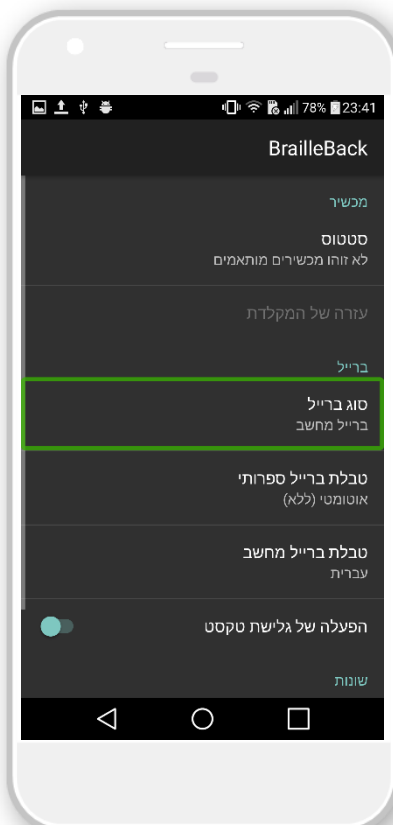 78% 23:41
BrailleBack
מכשיר
סטטוס
לא זוהו מכשירים מותאמים
עזרה של המקלדת
ברייל
סוג ברייל
ברייל מחשב
טבלת ברייל ספרותי
אוטומטי (ללא)
טבלת ברייל מחשב
עברית
הפעלה של גלישת טקסט
שונות